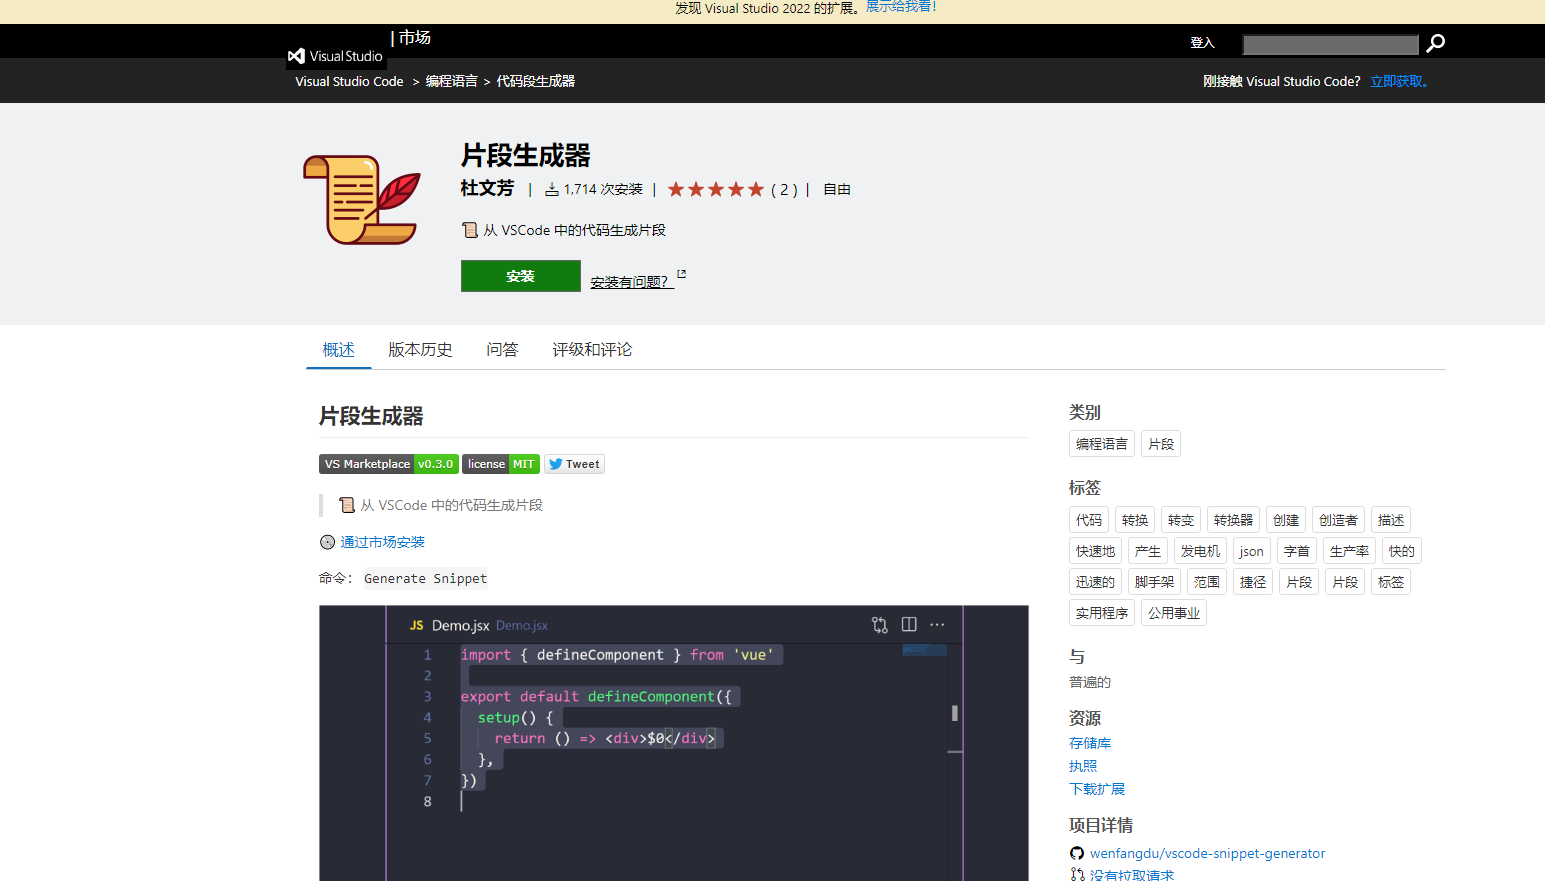 发现 Visual Studio 2022 的扩展。展示给我看！
Visual Studio | 市场
登入
Visual Studio Code > 编程语言 > 代码段生成器
刚接触 Visual Studio Code? 立即获取。
片段生成器
杜文芳 | 1,714 次安装 | ( 2 ) | 自由
从 VSCode 中的代码生成片段
安装
安装有问题？
概述 版本历史 问答 评级和评论
片段生成器
VS Marketplace v0.3.0 license MIT Tweet
从 VSCode 中的代码生成片段
通过市场安装
命令： Generate Snippet
JS Demo.jsx Demo.jsx
1 import { defineComponent } from 'vue'
2
3 export default defineComponent({
4 setup() {
5 return () => <div>$0</div>
6 },
7 })
8
类别
编程语言 片段
标签
代码 转换 转变 转换器 创建 创造者 描述
快速地 产生 发电机 json 字首 生产率 快的
迅速的 脚手架 范围 捷径 片段 片段 标签
实用程序 公用事业
与
普遍的
资源
存储库
执照
下载扩展
项目详情
wenfangdu/vscode-snippet-generator
没有拉取请求